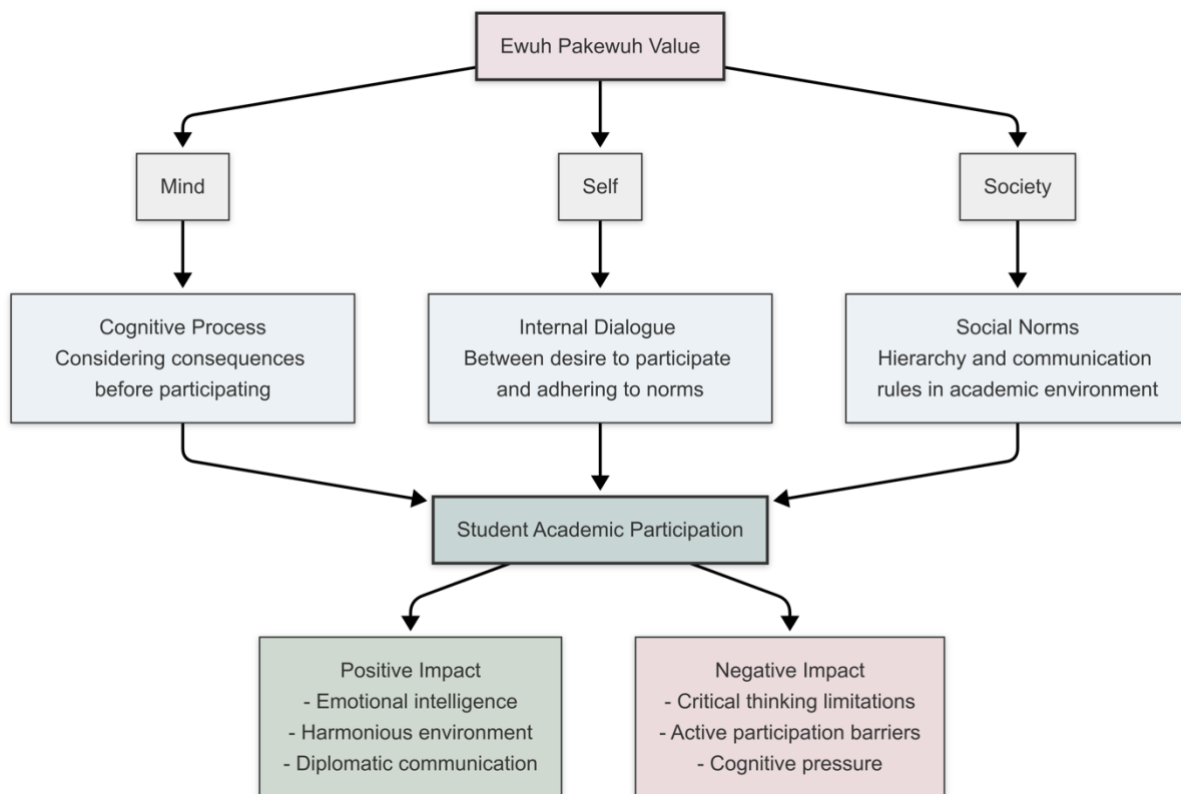 Ewuh Pakewuh Value
Mind
Self
Society
Cognitive Process
Considering consequences
before participating
Internal Dialogue
Between desire to participate
and adhering to norms
Social Norms
Hierarchy and communication
rules in academic environment
Student Academic Participation
Positive Impact
- Emotional intelligence
- Harmonious environment
- Diplomatic communication
Negative Impact
- Critical thinking limitations
- Active participation barriers
- Cognitive pressure